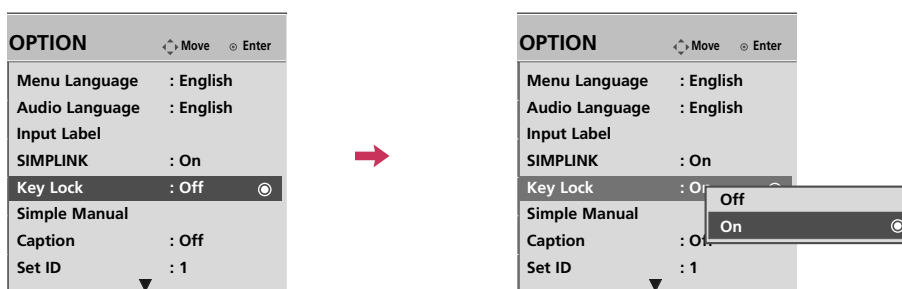 OPTION Move Enter
Menu Language : English
Audio Language : English
Input Label
SIMPLINK : On
Key Lock : Off
Simple Manual
Caption : Off
Set ID : 1
OPTION Move Enter
Menu Language : English
Audio Language : English
Input Label
SIMPLINK : On
Key Lock : On
Simple Manual
Caption : Off
Set ID : 1
Off
On